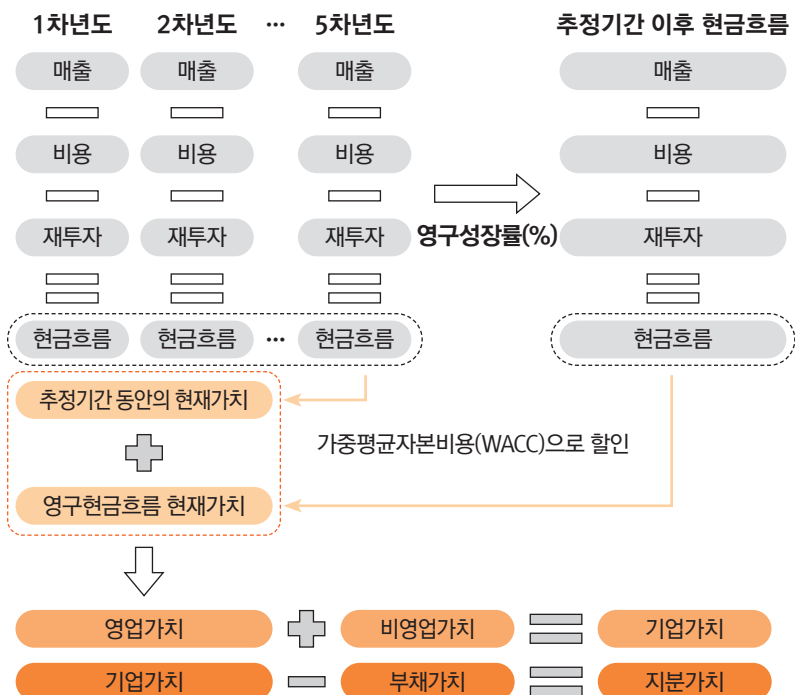 1차년도 2차년도 ··· 5차년도 추정기간 이후 현금흐름
매출 매출 매출 매출
비용 비용 비용 비용
재투자 재투자 재투자 영구성장률(%) 재투자
현금흐름 현금흐름 ··· 현금흐름 현금흐름
추정기간 동안의 현재가치
가중평균자본비용(WACC)으로 할인
영구현금흐름 현재가치
영업가치 비영업가치 기업가치
기업가치 부채가치 지분가치